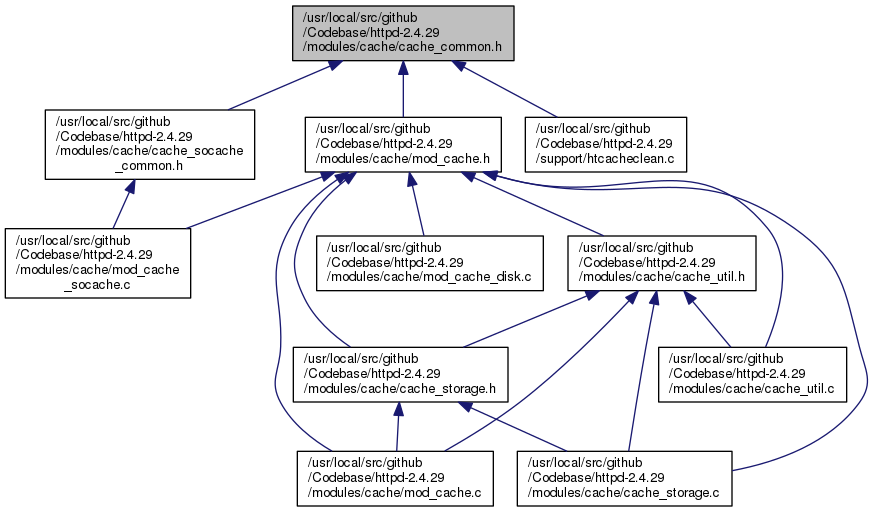 /usr/local/src/github
/Codebase/httpd-2.4.29
/modules/cache/cache_common.h
/usr/local/src/github
/Codebase/httpd-2.4.29
/modules/cache/cache_socache
_common.h
/usr/local/src/github
/Codebase/httpd-2.4.29
/modules/cache/mod_cache.h
/usr/local/src/github
/Codebase/httpd-2.4.29
/support/htcacheclean.c
/usr/local/src/github
/Codebase/httpd-2.4.29
/modules/cache/mod_cache
_socache.c
/usr/local/src/github
/Codebase/httpd-2.4.29
/modules/cache/mod_cache_disk.c
/usr/local/src/github
/Codebase/httpd-2.4.29
/modules/cache/cache_util.h
/usr/local/src/github
/Codebase/httpd-2.4.29
/modules/cache/cache_storage.h
/usr/local/src/github
/Codebase/httpd-2.4.29
/modules/cache/cache_util.c
/usr/local/src/github
/Codebase/httpd-2.4.29
/modules/cache/mod_cache.c
/usr/local/src/github
/Codebase/httpd-2.4.29
/modules/cache/cache_storage.c